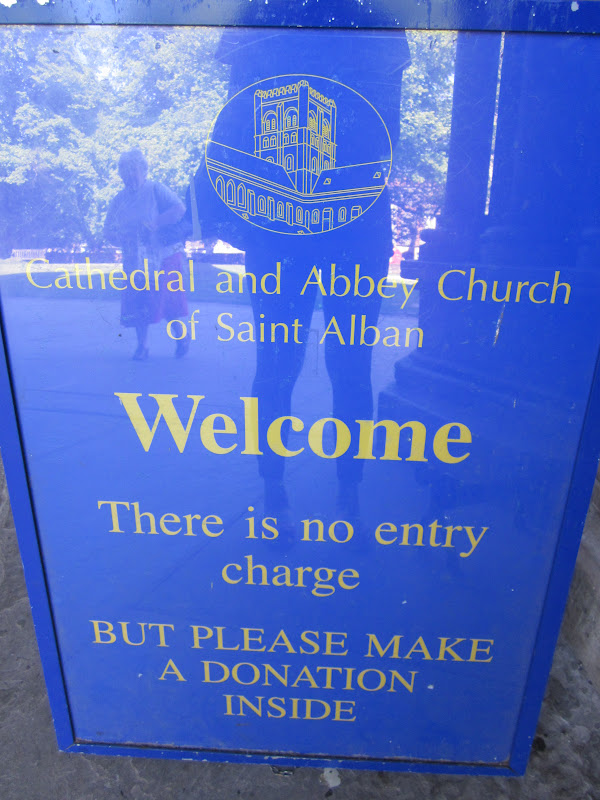 Cathedral and Abbey Church
of Saint Alban
Welcome
There is no entry
charge
BUT PLEASE MAKE
A DONATION
INSIDE